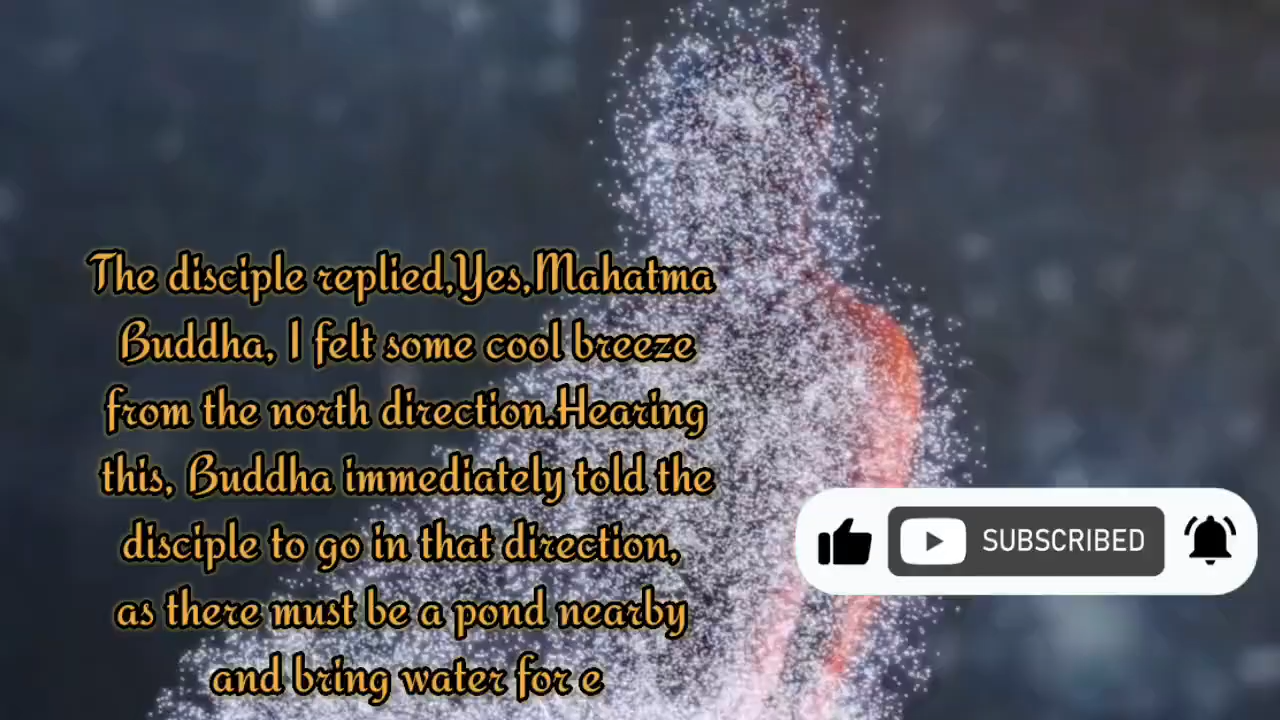 The disciple replied,Yes,Mahatma
Buddha, I felt some cool breeze
from the north direction.Hearing
this, Buddha immediately told the
disciple to go in that direction,
as there must be a pond nearby
and bring water for e
SUBSCRIBED